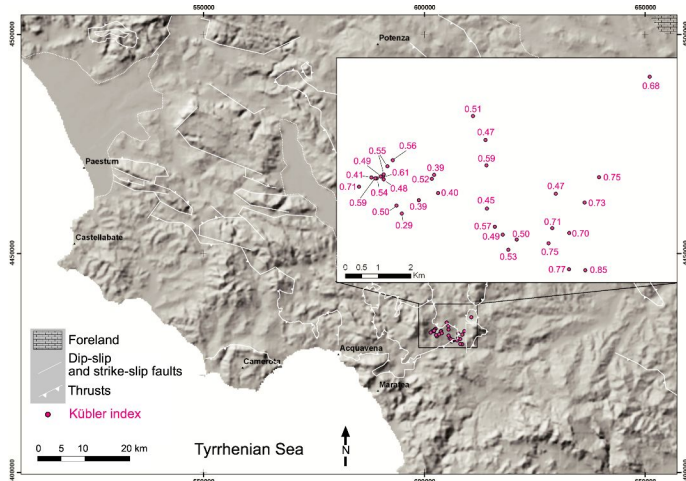 550000
600000
650000
4500000
Potenza
0.68
0.51
0.47
0.55
0.56
0.49
0.59
0.41
0.61
0.39
0.75
0.71
0.52
0.47
0.48
0.40
0.54
0.73
0.59
0.45
0.39
0.50
0.29
0.57
0.71
0.50
0.70
0.49
0.75
0.53
0.77
0.85
0 0.5 1 2
Km
Paestum
Castellabate
4450000
Foreland
Dip-slip
and strike-slip faults
Thrusts
Kübler index
Camerota
Acquavena
Maratea
0 5 10 20 km
Tyrrhenian Sea
N